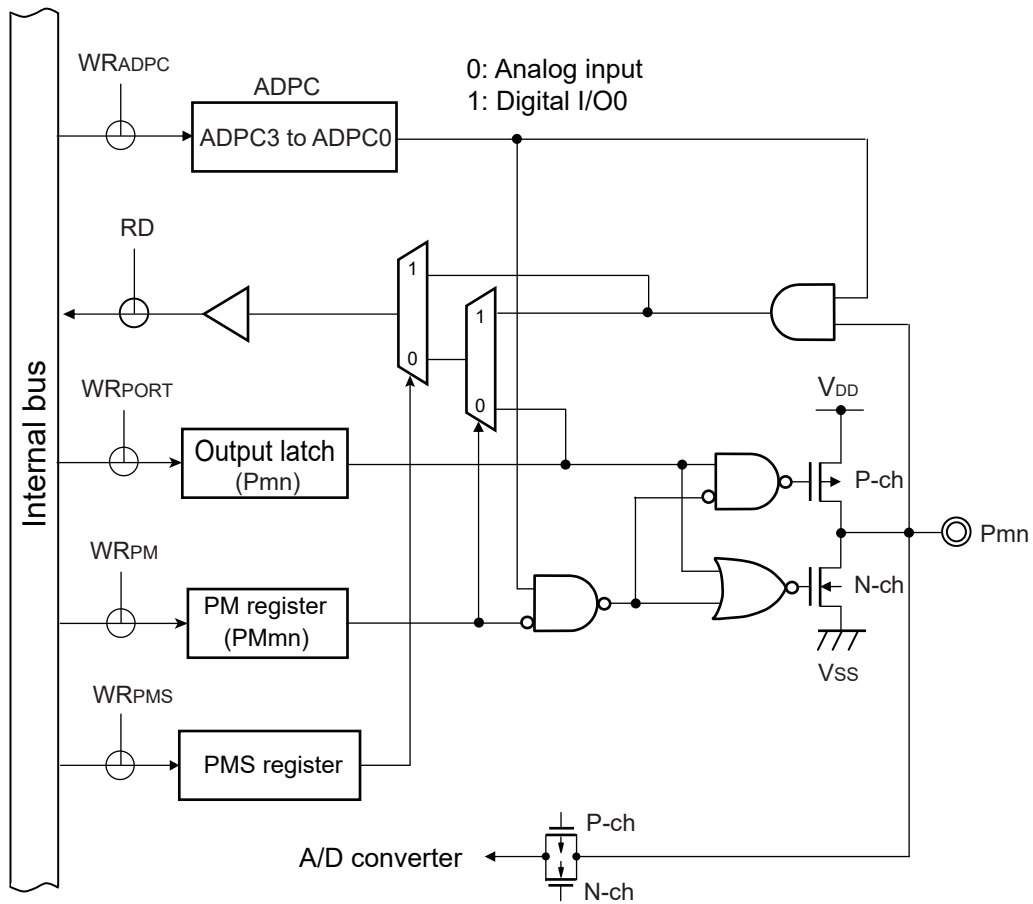 WRADPC
ADPC
ADPC3 to ADPC0
0: Analog input
1: Digital I/O0
RD
1
0
1
0
Internal bus
WRPORT
Output latch
(Pmn)
VDD
P-ch
Pmn
N-ch
VSS
WRPM
PM register
(PMmn)
WRPMS
PMS register
P-ch
A/D converter
N-ch